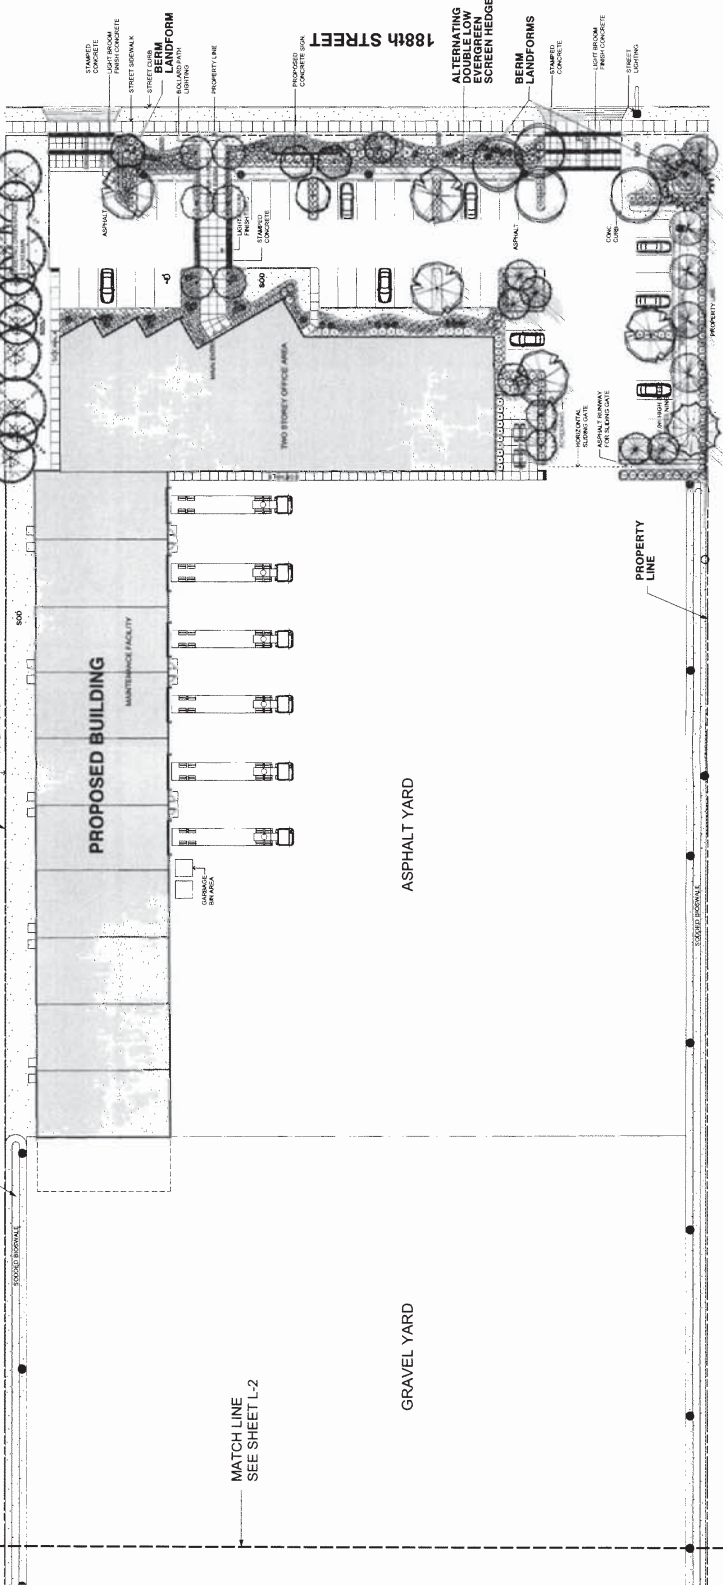 188th STREET
STAMPED
CONCRETE
LIGHT BROOM
FINISH CONCRETE
STREET SIDEWALK
STREET CURB
BERM
LANDFORM
BOLLARD PATH
LIGHTING
PROPERTY LINE
PROPOSED
CONCRETE SIGN
ALTERNATING
DOUBLE LOW
EVERGREEN
SCREEN HEDGE
BERM
LANDFORMS
STAMPED
CONCRETE
LIGHT BROOM
FINISH CONCRETE
STREET
LIGHTING
ASPHALT
STAMPED
CONCRETE
ASPHALT
CONC.
CURB
SOD
MAIN ENTRY
TWO STOREY OFFICE AREA
HORIZONTAL
SLIDING GATE
ASPHALT RUNWAY
FOR SLIDING GATE
PROPERTY
PROPERTY
LINE
SOD
PROPOSED BUILDING
MAINTENANCE FACILITY
GARBAGE
BIN AREA
ASPHALT YARD
SODDED BIOSWALE
SODDED BIOSWALE
GRAVEL YARD
MATCH LINE
SEE SHEET L-2